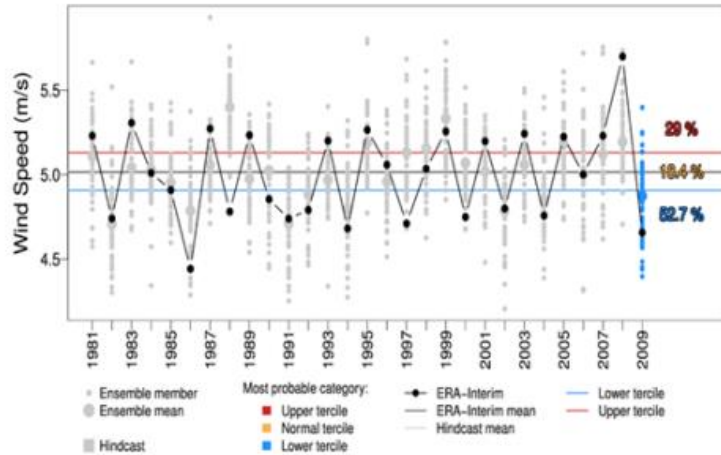 Wind Speed (m/s)
5.5
5.0
4.5
29 %
18.4 %
52.7 %
1981
1983
1985
1987
1989
1991
1993
1995
1997
1999
2001
2003
2005
2007
2009
Ensemble member
Ensemble mean
Hindcast
Most probable category:
Upper tercile
Normal tercile
Lower tercile
ERA-Interim
ERA-Interim mean
Hindcast mean
Lower tercile
Upper tercile